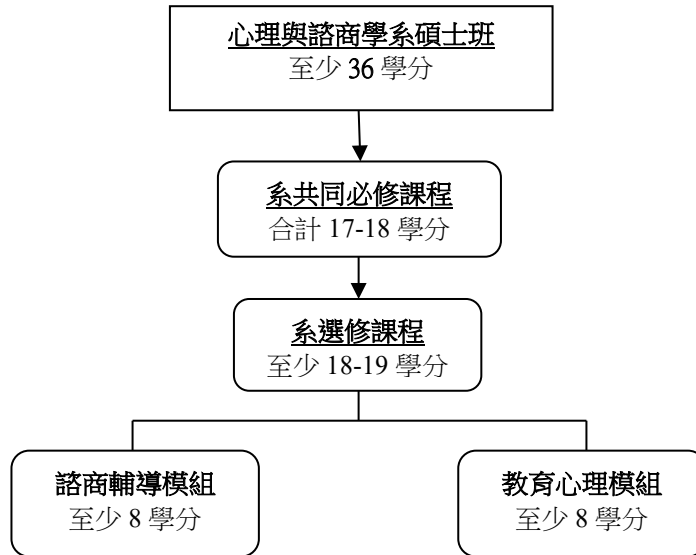 心理與諮商學系碩士班
至少 36 學分
系共同必修課程
合計 17-18 學分
系選修課程
至少 18-19 學分
諮商輔導模組
至少 8 學分
教育心理模組
至少 8 學分